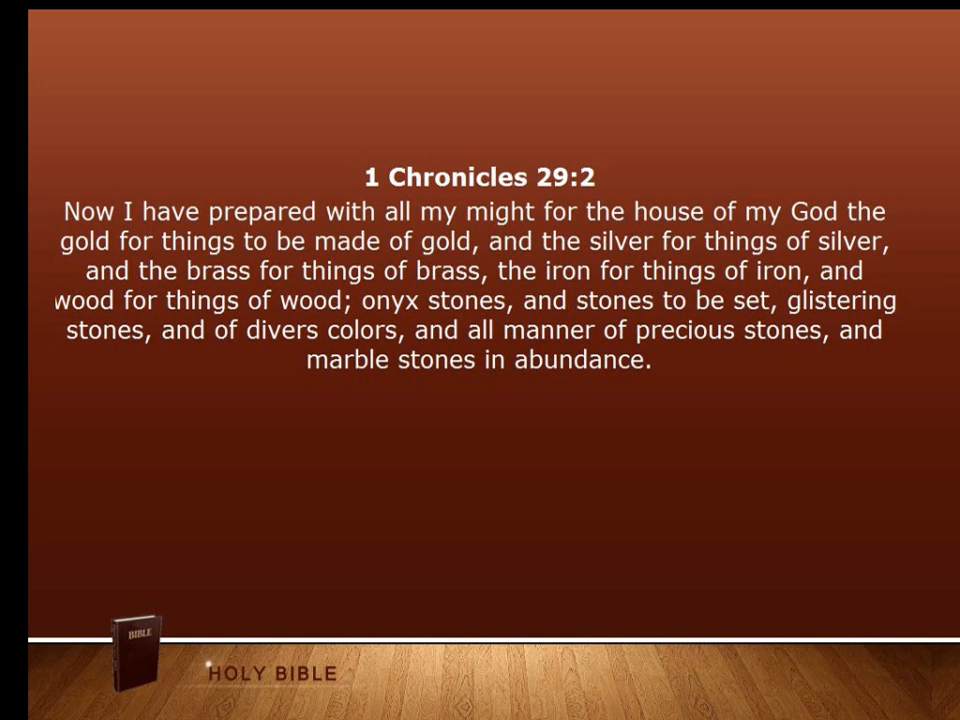 1 Chronicles 29:2
Now I have prepared with all my might for the house of my God the
gold for things to be made of gold, and the silver for things of silver,
and the brass for things of brass, the iron for things of iron, and
wood for things of wood; onyx stones, and stones to be set, glistering
stones, and of divers colors, and all manner of precious stones, and
marble stones in abundance.
BIBLE
HOLY BIBLE